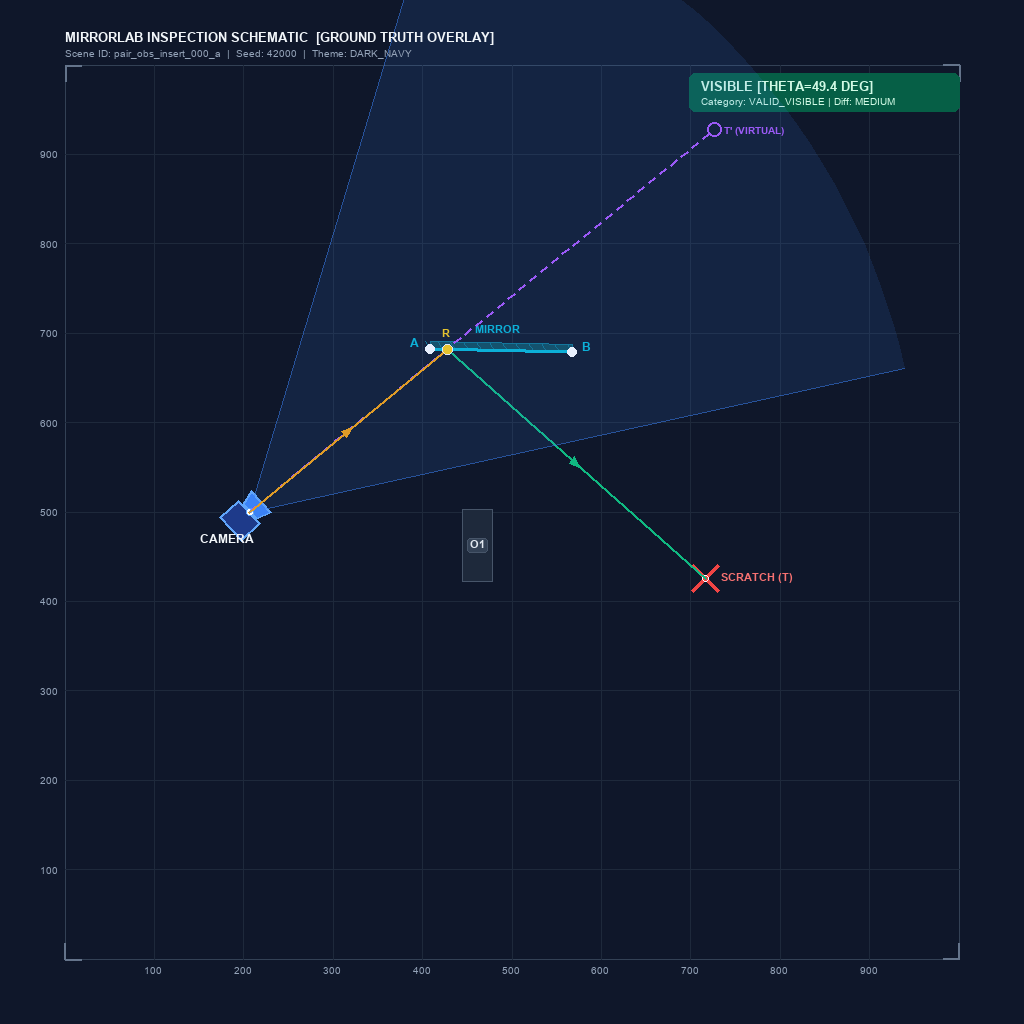 MIRRORLAB INSPECTION SCHEMATIC [GROUND TRUTH OVERLAY]
Scene ID: pair_obs_insert_000_a | Seed: 42000 | Theme: DARK_NAVY
VISIBLE [THETA=49.4 DEG]
Category: VALID_VISIBLE | Diff: MEDIUM
T' (VIRTUAL)
900
800
700
600
500
400
300
200
100
R
MIRROR
A
B
CAMERA
O1
SCRATCH (T)
100 200 300 400 500 600 700 800 900